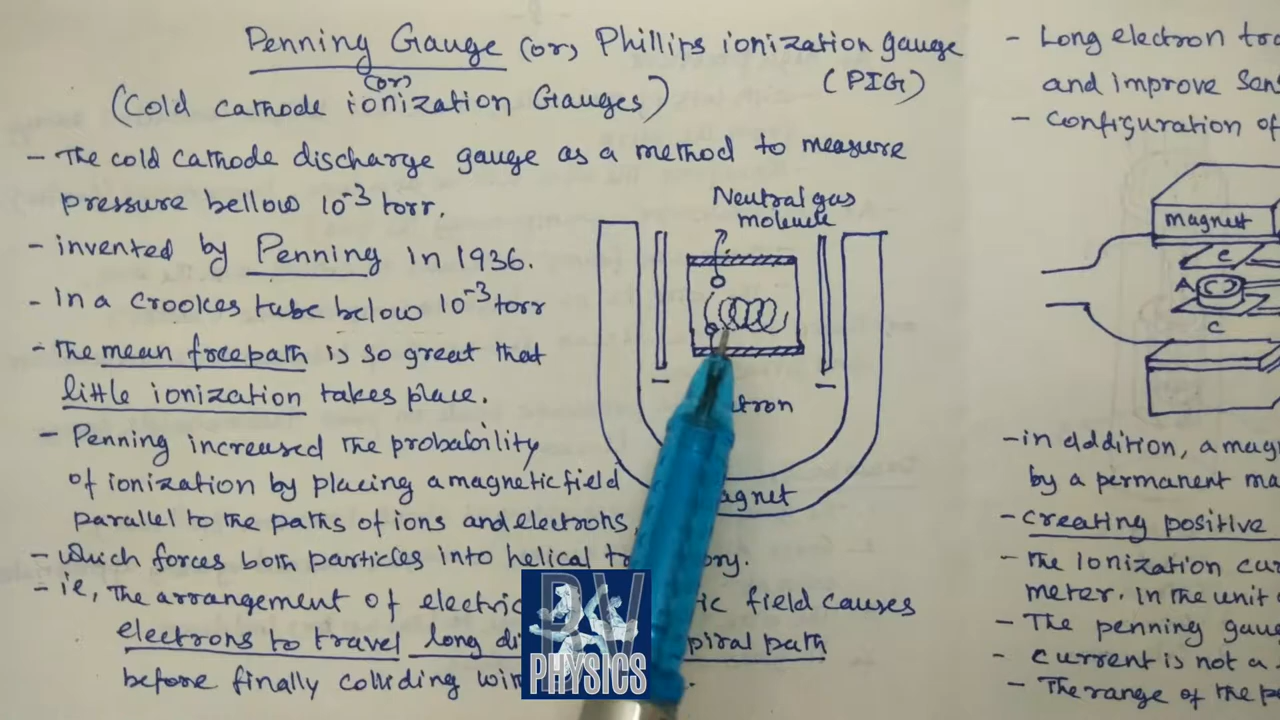 Penning Gauge (or) Phillips ionization gauge
(or) (PIG)
(Cold cathode ionization Gauges)
- The cold cathode discharge gauge as a method to measure
pressure bellow 10⁻³ torr.
- invented by Penning in 1936.
- In a crookes tube below 10⁻³ torr
- The mean freepath is so great that
little ionization takes place.
- Penning increased the probability
of ionization by placing a magnetic field
parallel to the paths of ions and electrons,
- which forces both particles into helical
- ie, The arrangement of electric field causes
electrons to travel long
before finally colliding
Neutral gas
molecule
RV
PHYSICS
- Long electron
and improve
- Configuration of
magnet
e
A
C
- in addition, a
by a permanent
- creating positive
- The ionization
meter. in the unit
- The penning
- current is not a
- The range of the